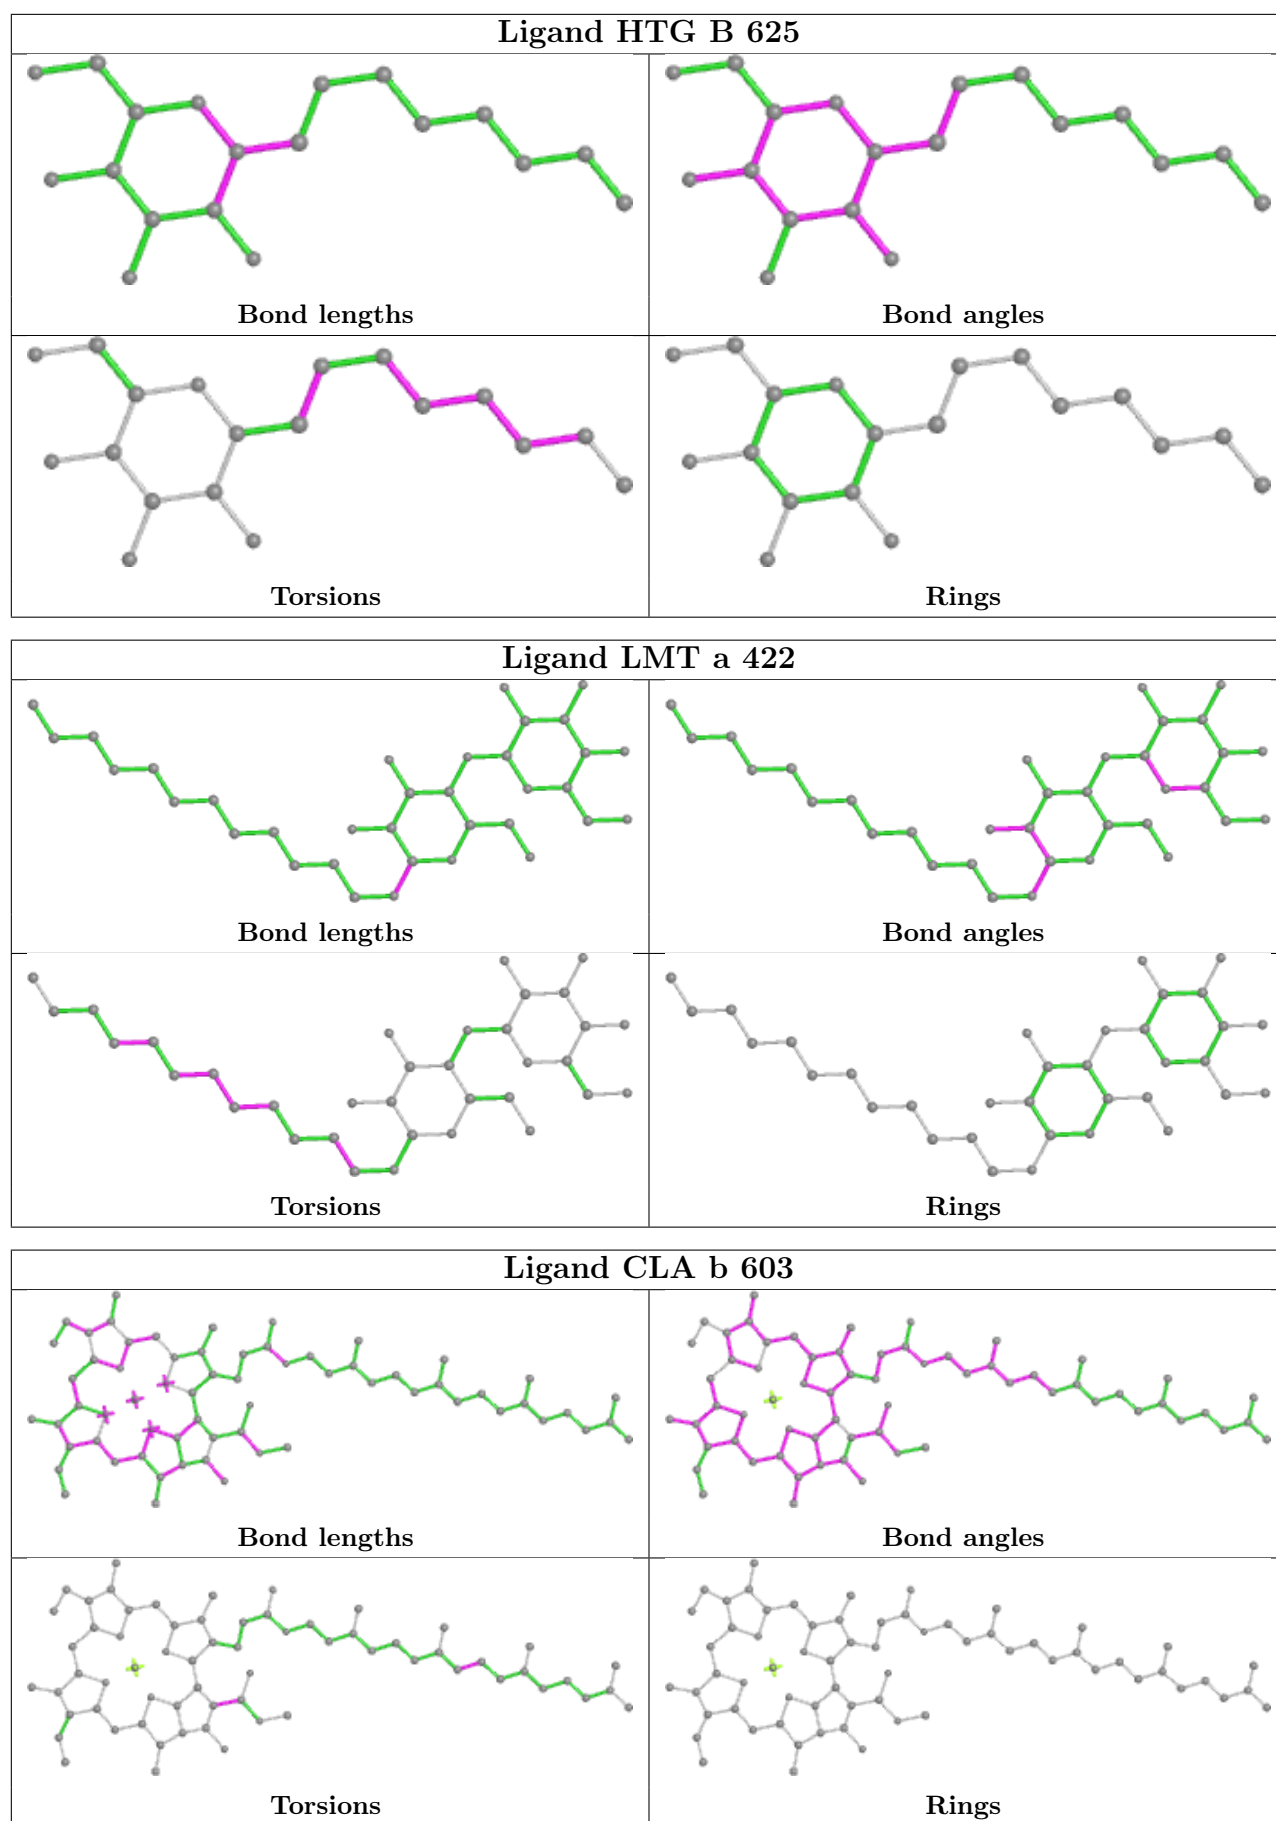 Ligand HTG B 625
Bond lengths
Bond angles
Torsions
Rings
Ligand LMT a 422
Bond lengths
Bond angles
Torsions
Rings
Ligand CLA b 603
Bond lengths
Bond angles
Torsions
Rings